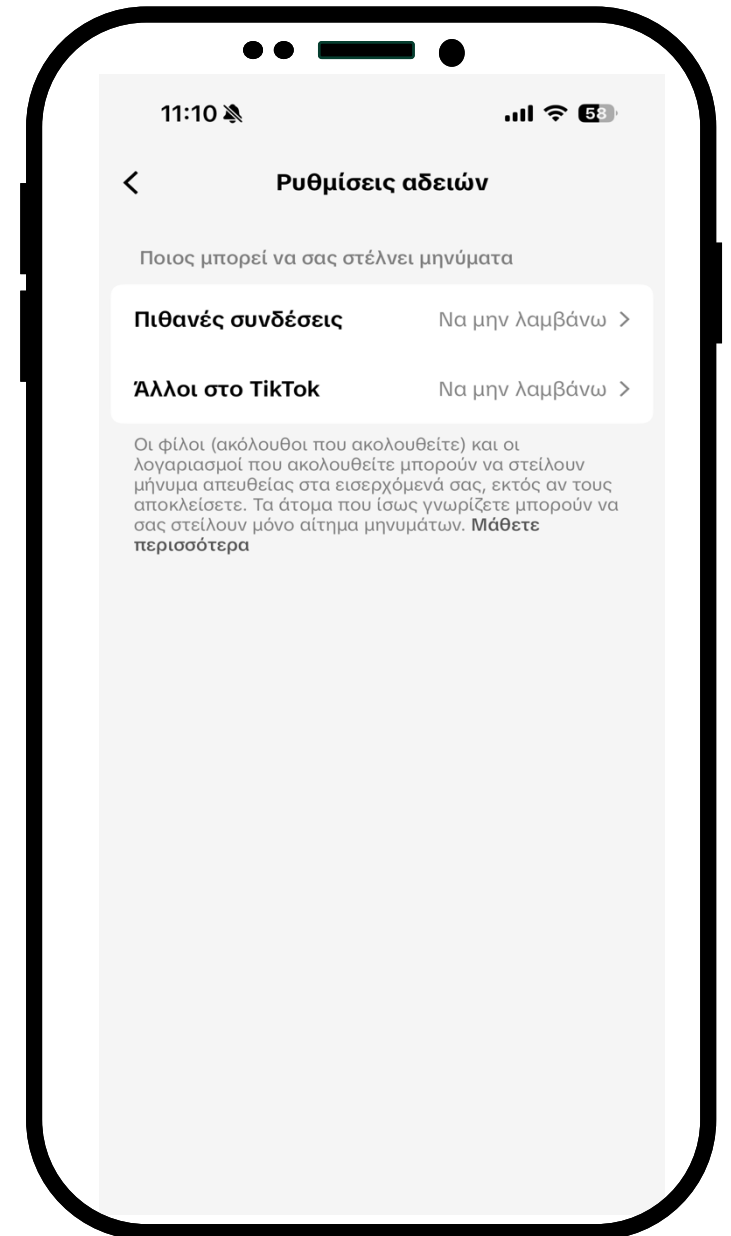 11:10
58
Ρυθμίσεις αδειών
Ποιος μπορεί να σας στέλνει μηνύματα
Πιθανές συνδέσεις Να μην λαμβάνω
Άλλοι στο TikTok Να μην λαμβάνω
Οι φίλοι (ακόλουθοι που ακολουθείτε) και οι
λογαριασμοί που ακολουθείτε μπορούν να στείλουν
μήνυμα απευθείας στα εισερχόμενά σας, εκτός αν τους
αποκλείσετε. Τα άτομα που ίσως γνωρίζετε μπορούν να
σας στείλουν μόνο αίτημα μηνυμάτων. Μάθετε
περισσότερα